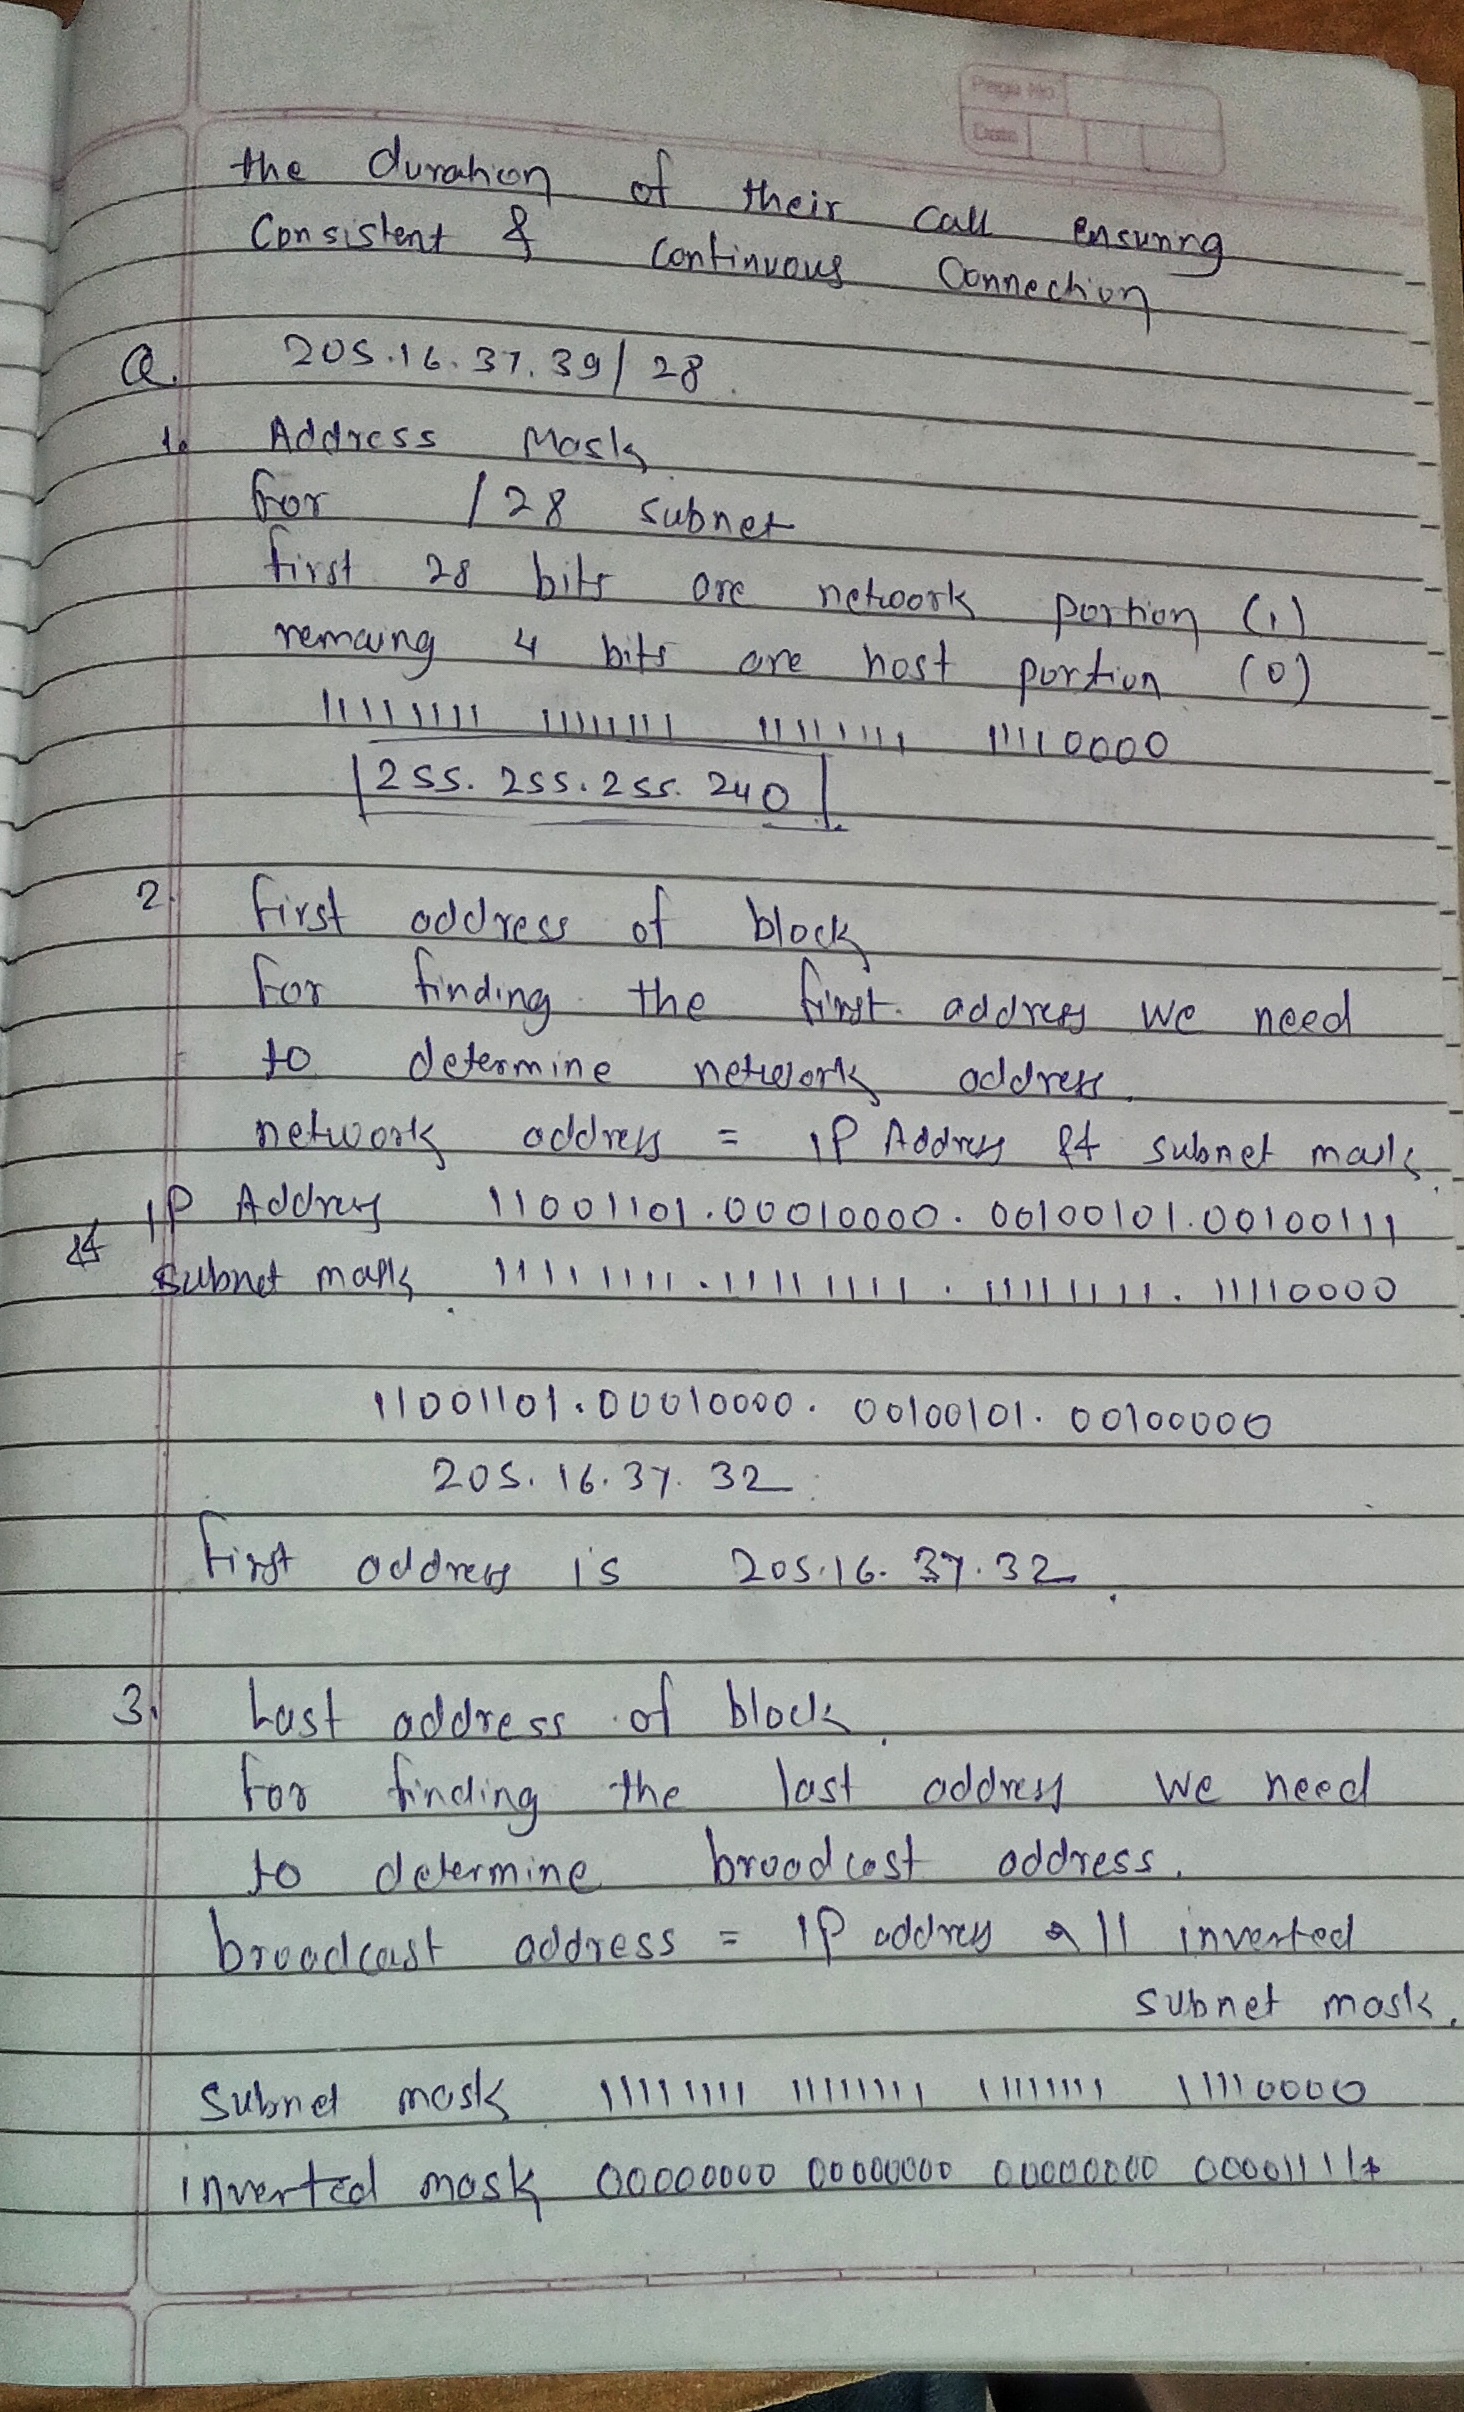 Page No.
Date
the duration of their call ensuring
Consistent & Continuous Connection
Q. 205.16.37.39/28.
1. Address Mask
For /28 subnet
first 28 bits are network portion (1)
remaing 4 bits are host portion (0)
11111111 11111111 11111111 11110000
255.255.255.240
2. First address of block
For finding the first address we need
to determine network address.
network address = IP Address && subnet mask.
IP Address 11001101.00010000.00100101.00100111
&& subnet mask 11111111.11111111.11111111.11110000
11001101.00010000.00100101.00100000
205.16.37.32
First address is 205.16.37.32.
3. Last address of block.
For finding the last address we need
to determine broadcast address.
broadcast address = IP address || inverted
subnet mask.
Subnet mask 11111111 11111111 11111111 11110000
inverted mask 00000000 00000000 00000000 00001111